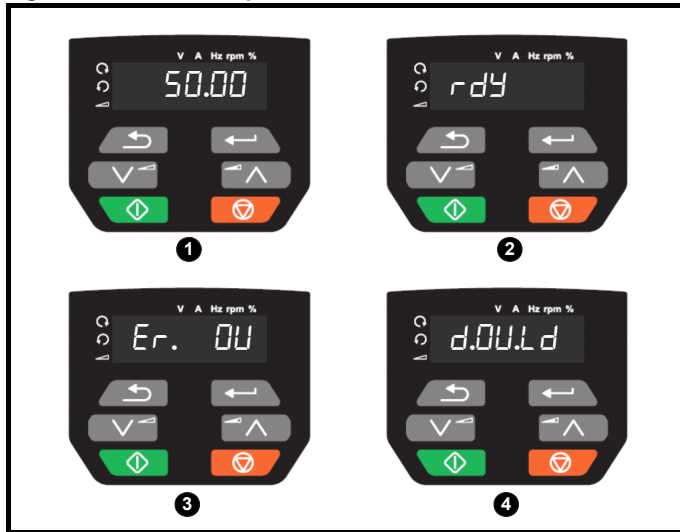 V A Hz rpm %
50.00
1
V A Hz rpm %
rdy
2
V A Hz rpm %
Er. OU
3
V A Hz rpm %
d.OU.Ld
4